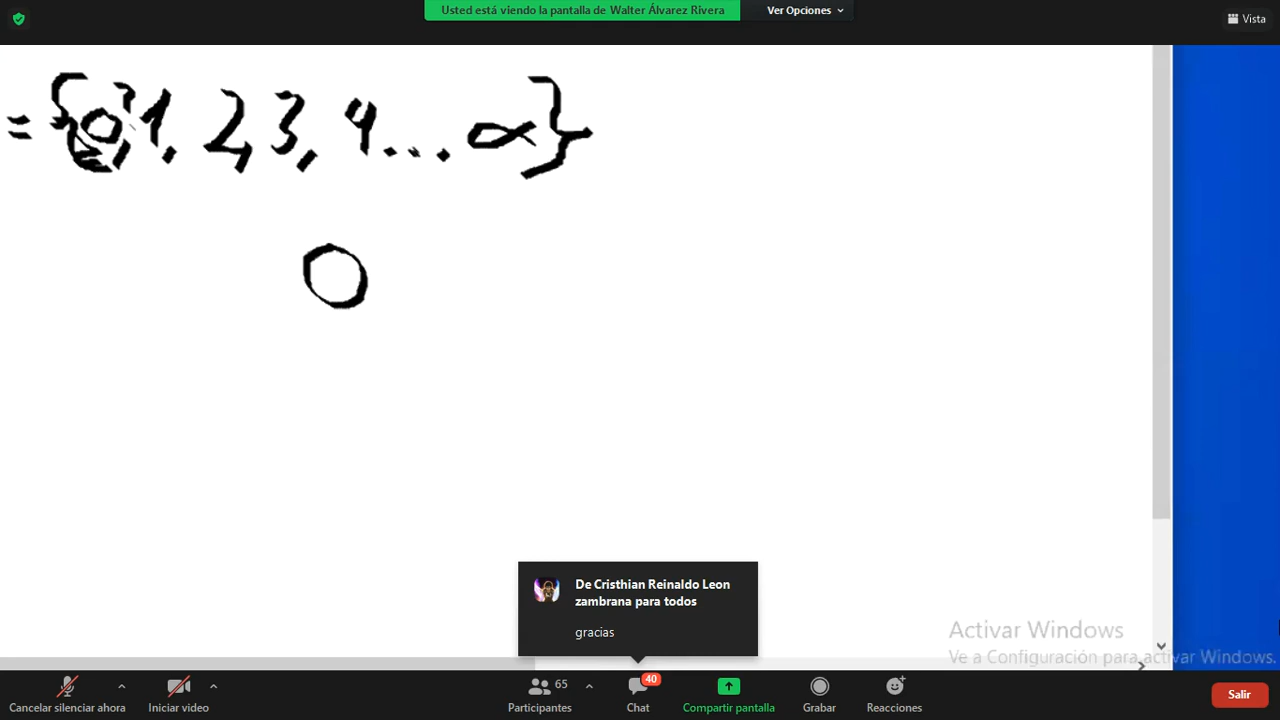 Usted está viendo la pantalla de Walter Álvarez Rivera
Ver Opciones
Vista
= {0, 1, 2, 3, 4 ... ∝}
0
De Cristhian Reinaldo Leon
zambrana para todos
gracias
Activar Windows
Ve a Configuración para activar Windows.
65
40
Cancelar silenciar ahora
Iniciar video
Participantes
Chat
Compartir pantalla
Grabar
Reacciones
Salir